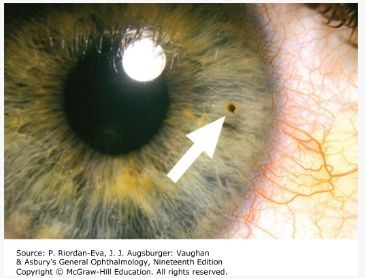 Source: P. Riordan-Eva, J. J. Augsburger: Vaughan
& Asbury's General Ophthalmology, Nineteenth Edition
Copyright © McGraw-Hill Education. All rights reserved.